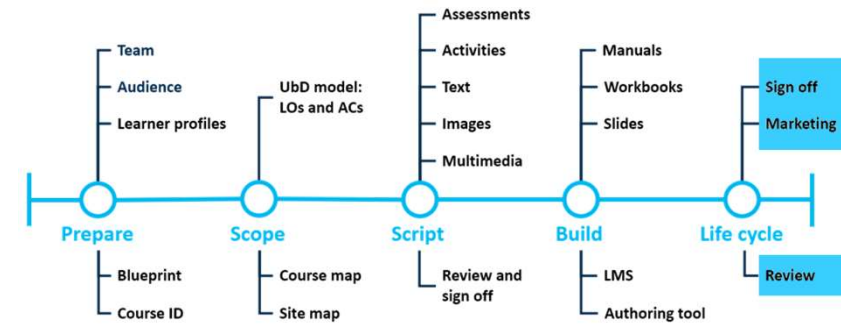 Assessments
Team
Activities
Manuals
Audience
UbD model:
LOs and ACs
Text
Workbooks
Sign off
Learner profiles
Images
Slides
Marketing
Multimedia
Prepare
Scope
Script
Build
Life cycle
Blueprint
Course map
Review and
sign off
LMS
Review
Course ID
Site map
Authoring tool